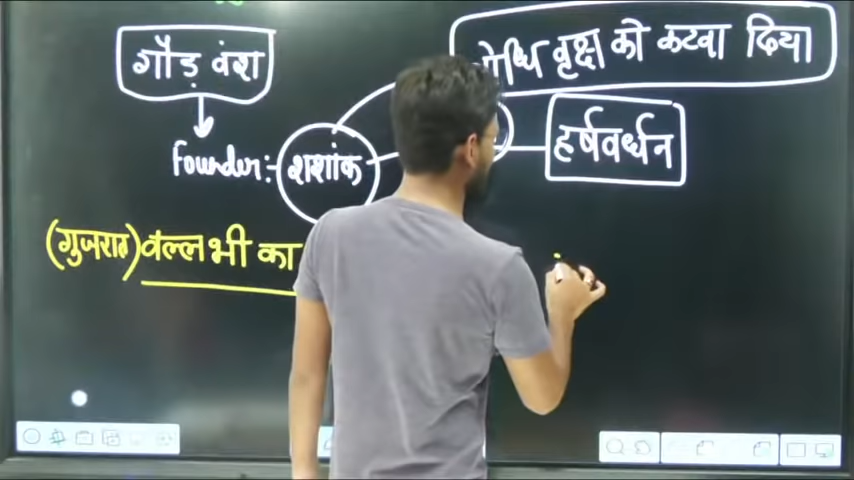 गौड वंश
बोधि वृक्ष को कटवा दिया
Founder:- शशांक
हर्षवर्धन
(गुजरात) वल्लभी का